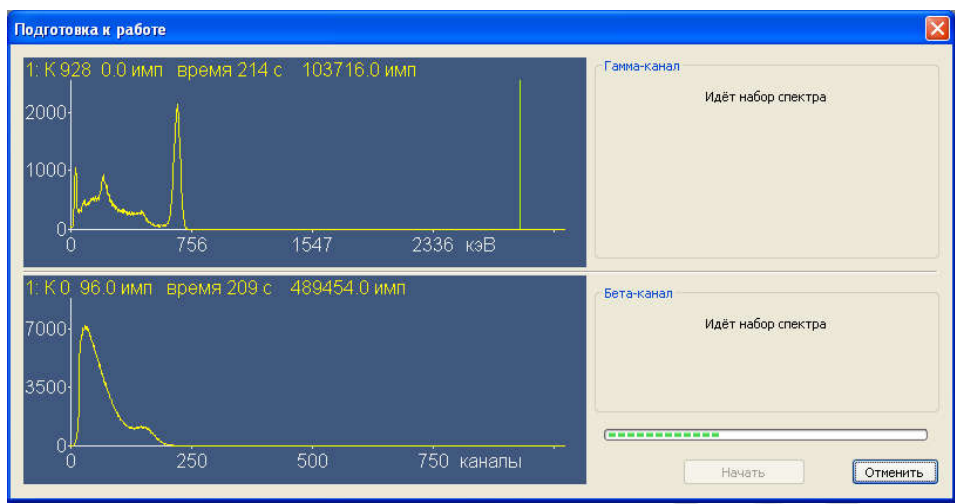 Подготовка к работе
1: К 928 0.0 имп время 214 с 103716.0 имп
2000
1000
0
0 756 1547 2336 кэВ
Гамма-канал
Идёт набор спектра
1: К 0 96.0 имп время 209 с 489454.0 имп
7000
3500
0
0 250 500 750 каналы
Бета-канал
Идёт набор спектра
Начать Отменить